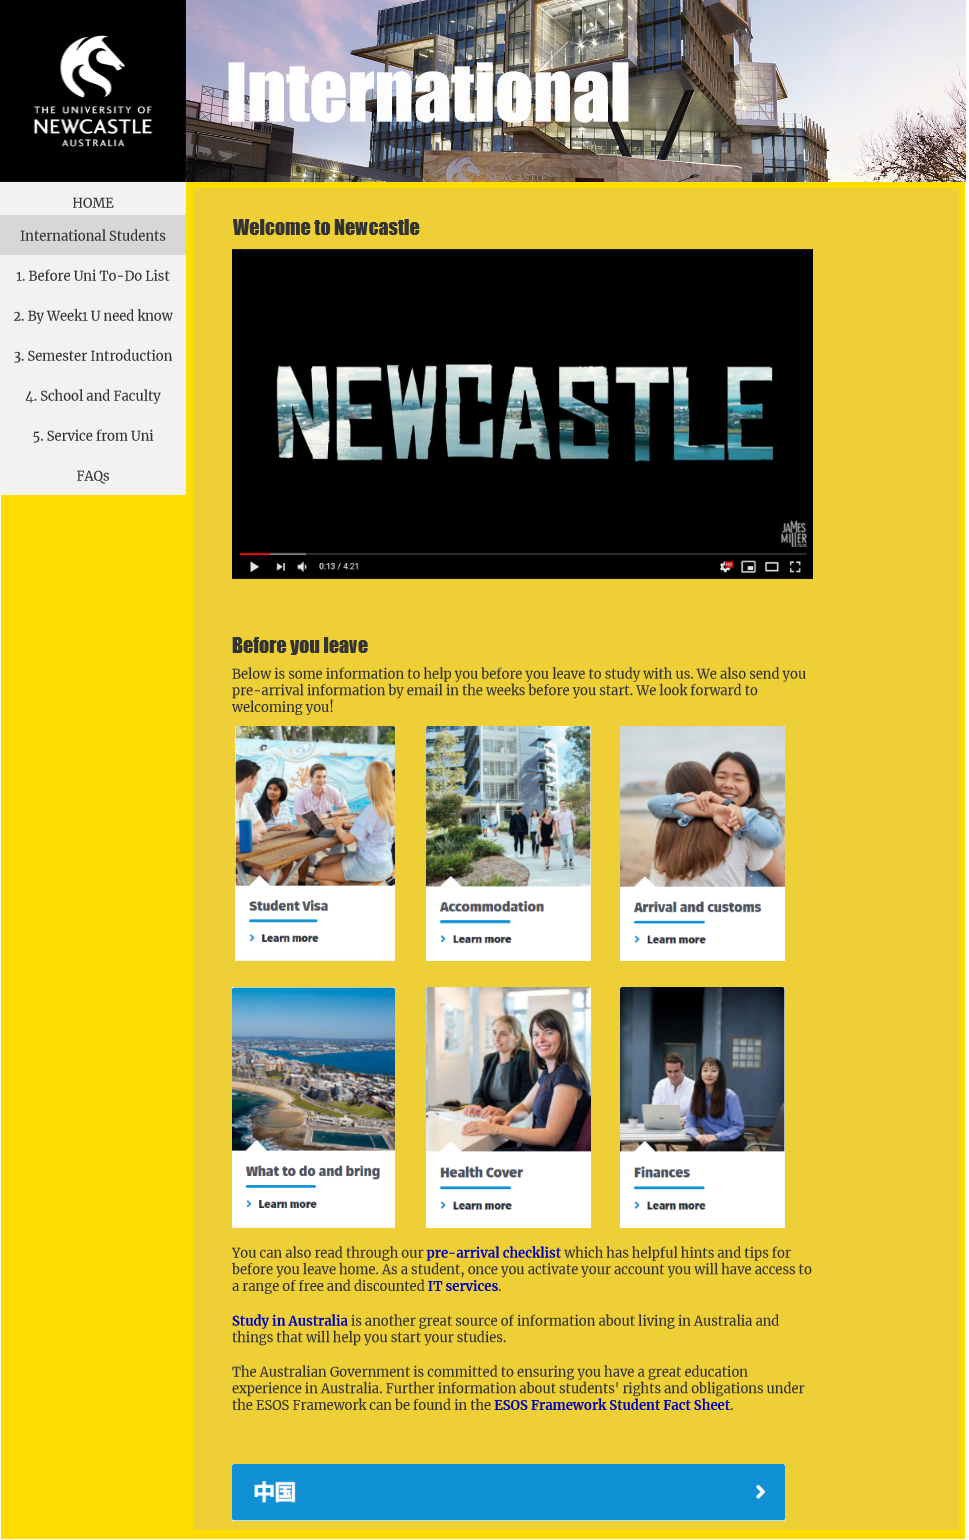 THE UNIVERSITY OF
NEWCASTLE
AUSTRALIA
International
THE UNIVERSITY OF
NEWCASTLE
HOME
International Students
1. Before Uni To-Do List
2. By Week1 U need know
3. Semester Introduction
4. School and Faculty
5. Service from Uni
FAQs
Welcome to Newcastle
NEWCASTLE
JAMES
MILLER
0:13 / 4:21
Before you leave
Below is some information to help you before you leave to study with us. We also send you
pre-arrival information by email in the weeks before you start. We look forward to
welcoming you!
Student Visa
Learn more
Accommodation
Learn more
Arrival and customs
Learn more
What to do and bring
Learn more
Health Cover
Learn more
Finances
Learn more
You can also read through our pre-arrival checklist which has helpful hints and tips for
before you leave home. As a student, once you activate your account you will have access to
a range of free and discounted IT services.
Study in Australia is another great source of information about living in Australia and
things that will help you start your studies.
The Australian Government is committed to ensuring you have a great education
experience in Australia. Further information about students' rights and obligations under
the ESOS Framework can be found in the ESOS Framework Student Fact Sheet.
中国